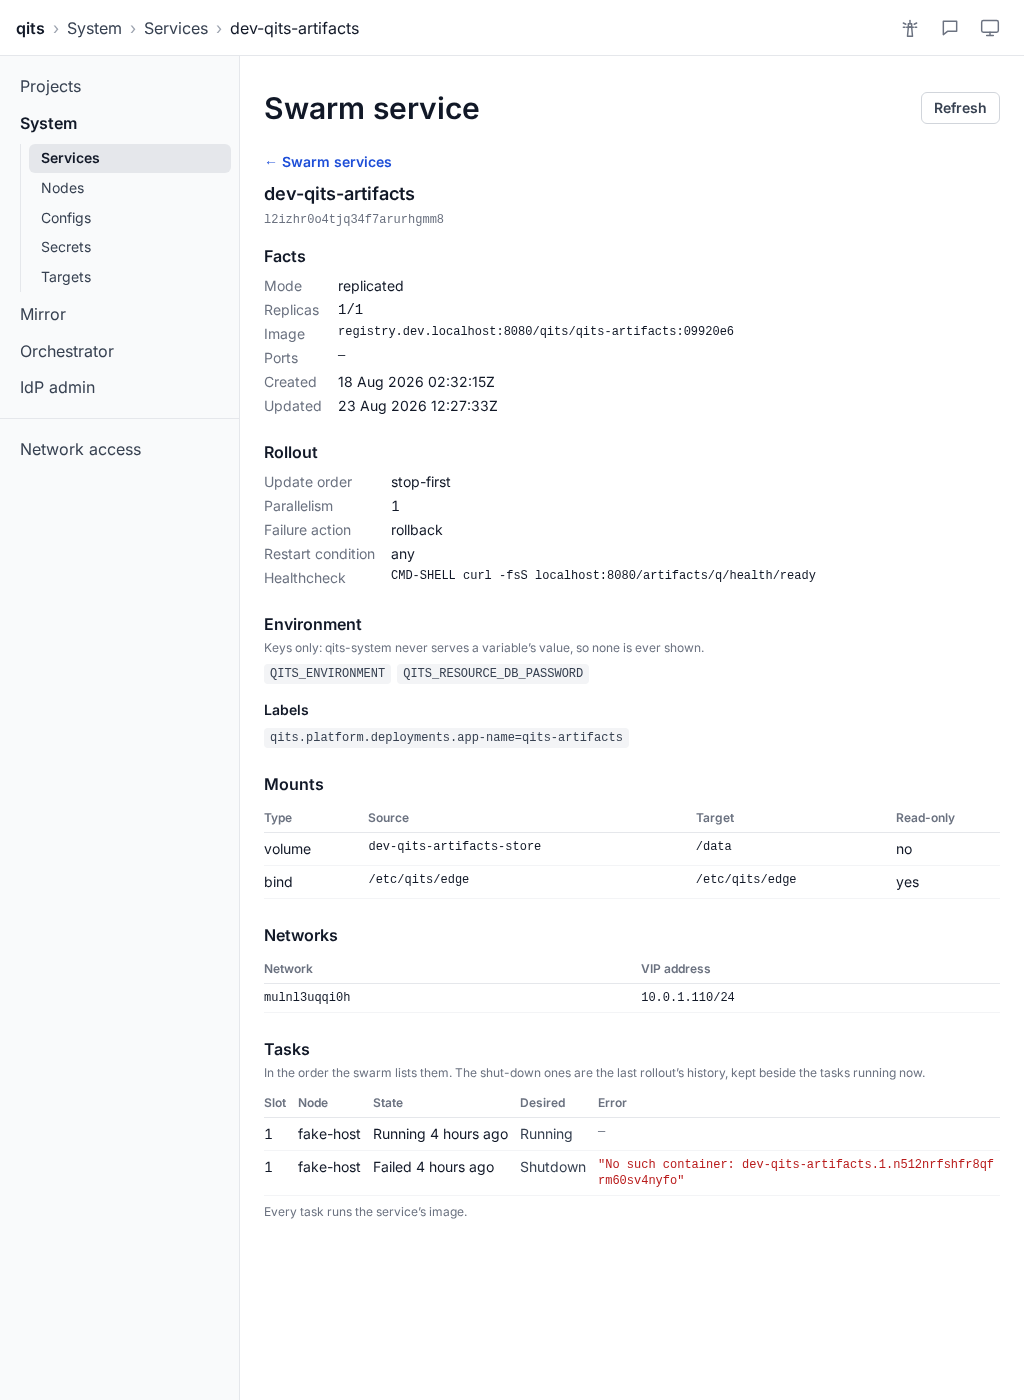 qits › System › Services › dev-qits-artifacts
Projects
System
Services
Nodes
Configs
Secrets
Targets
Mirror
Orchestrator
IdP admin
Network access
Swarm service
Refresh
← Swarm services
dev-qits-artifacts
l2izhr0o4tjq34f7arurhgmm8
Facts
Mode replicated
Replicas 1/1
Image registry.dev.localhost:8080/qits/qits-artifacts:09920e6
Ports —
Created 18 Aug 2026 02:32:15Z
Updated 23 Aug 2026 12:27:33Z
Rollout
Update order stop-first
Parallelism 1
Failure action rollback
Restart condition any
Healthcheck CMD-SHELL curl -fsS localhost:8080/artifacts/q/health/ready
Environment
Keys only: qits-system never serves a variable’s value, so none is ever shown.
QITS_ENVIRONMENT QITS_RESOURCE_DB_PASSWORD
Labels
qits.platform.deployments.app-name=qits-artifacts
Mounts
Type Source Target Read-only
volume dev-qits-artifacts-store /data no
bind /etc/qits/edge /etc/qits/edge yes
Networks
Network VIP address
mulnl3uqqi0h 10.0.1.110/24
Tasks
In the order the swarm lists them. The shut-down ones are the last rollout’s history, kept beside the tasks running now.
Slot Node State Desired Error
1 fake-host Running 4 hours ago Running —
1 fake-host Failed 4 hours ago Shutdown "No such container: dev-qits-artifacts.1.n512nrfshfr8qf
rm60sv4nyfo"
Every task runs the service’s image.